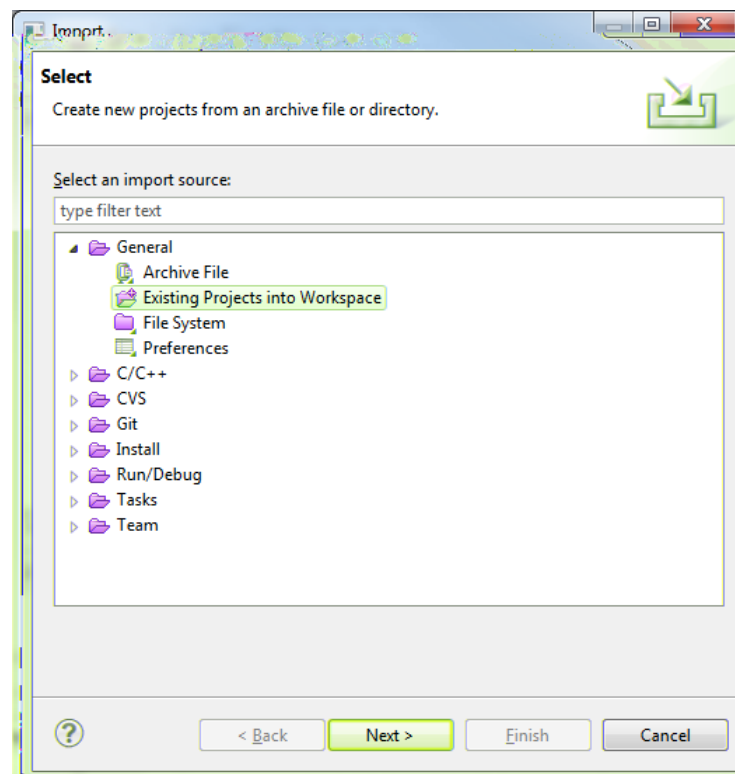 Import
Select
Create new projects from an archive file or directory.
Select an import source:
type filter text
General
Archive File
Existing Projects into Workspace
File System
Preferences
C/C++
CVS
Git
Install
Run/Debug
Tasks
Team
?
< Back
Next >
Finish
Cancel